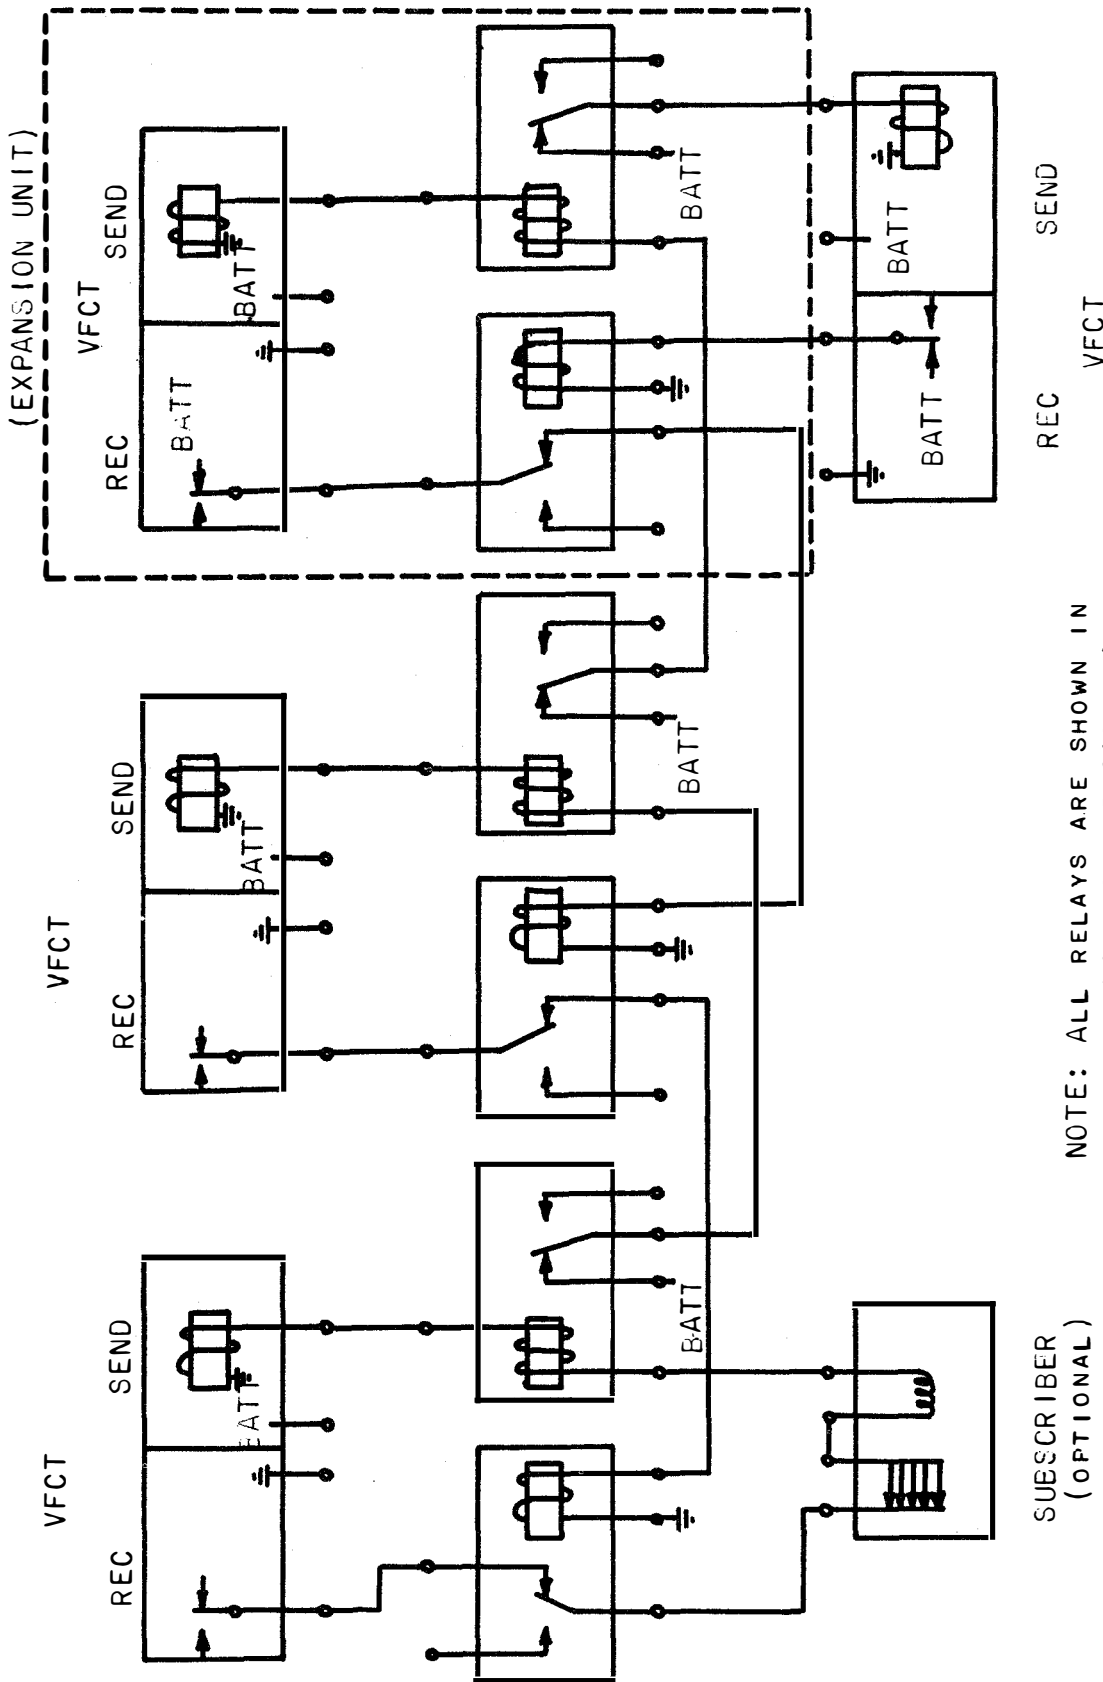 (EXPANSION UNIT)
VFCT
VFCT
VFCT
REC SEND
REC SEND
REC SEND
BATT
BATT
BATT
BATT
BATT
BATT
BATT
BATT
BATT
SUBSCRIBER
(OPTIONAL)
REC SEND
VFCT
NOTE: ALL RELAYS ARE SHOWN IN